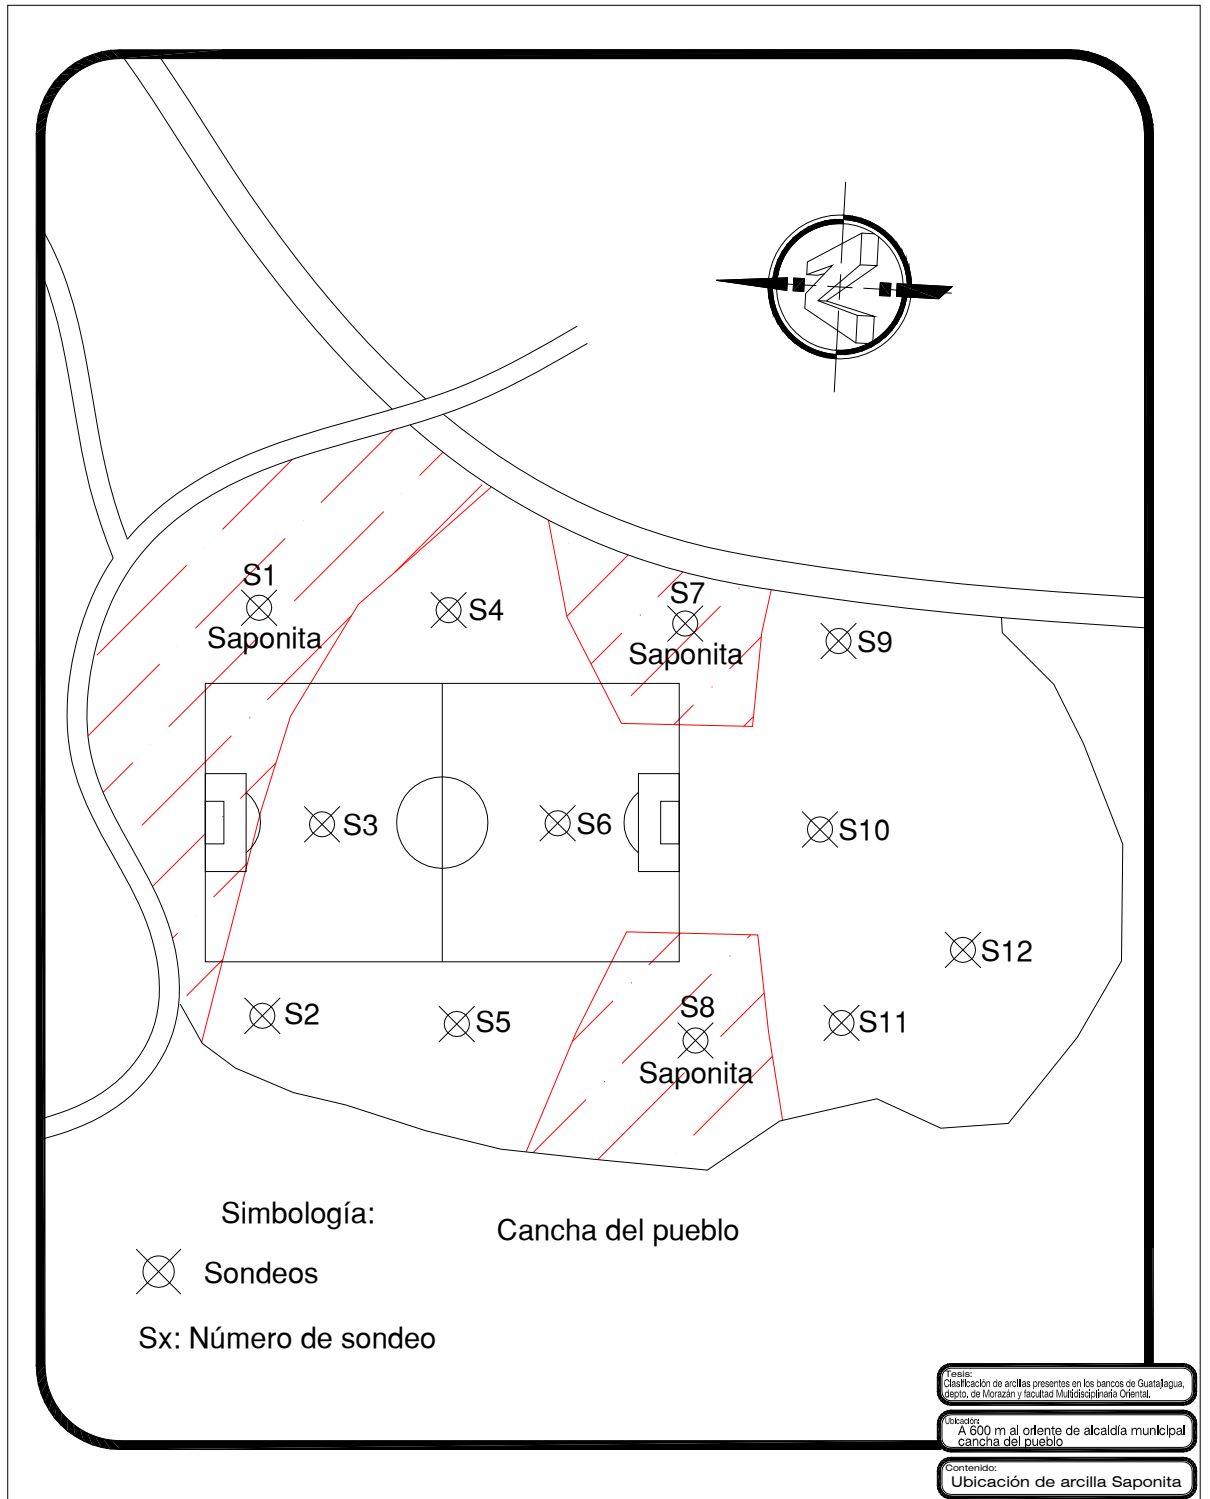 N
S1
Saponita
S4
S7
Saponita
S9
S3
S6
S10
S12
S2
S5
S8
Saponita
S11
Simbología:
Cancha del pueblo
Sondeos
Sx: Número de sondeo
Tesis:
Clasificación de arcillas presentes en los bancos de Guatajiagua,
depto. de Morazán y facultad Multidisciplinaria Oriental.
Ubicación:
A 600 m al oriente de alcaldía municipal
cancha del pueblo
Contenido:
Ubicación de arcilla Saponita